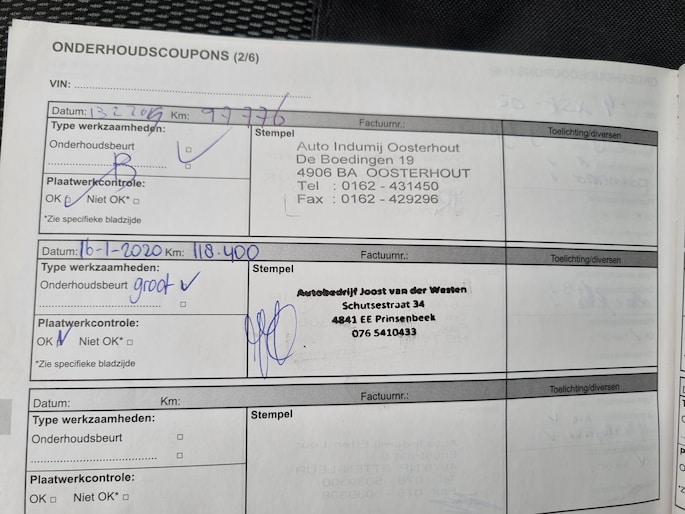 ONDERHOUDSCOUPONS (2/6)
VIN:
Datum: Km: 97776
Factuurnr.:
Toelichting/diversen
Type werkzaamheden:
Stempel
Onderhoudsbeurt
B
Plaatwerkcontrole:
OK Niet OK*
*Zie specifieke bladzijde
Auto Indumij Oosterhout
De Boedingen 19
4906 BA OOSTERHOUT
Tel : 0162 - 431450
Fax : 0162 - 429296
Datum: 16-1-2020 Km: 118.400
Factuurnr.:
Toelichting/diversen
Type werkzaamheden:
Stempel
Onderhoudsbeurt groot
Plaatwerkcontrole:
OK Niet OK*
*Zie specifieke bladzijde
Autobedrijf Joost van der Westen
Schutsestraat 34
4841 EE Prinsenbeek
076 5410433
Datum: Km:
Factuurnr.:
Toelichting/diversen
Type werkzaamheden:
Stempel
Onderhoudsbeurt
Plaatwerkcontrole:
OK Niet OK*